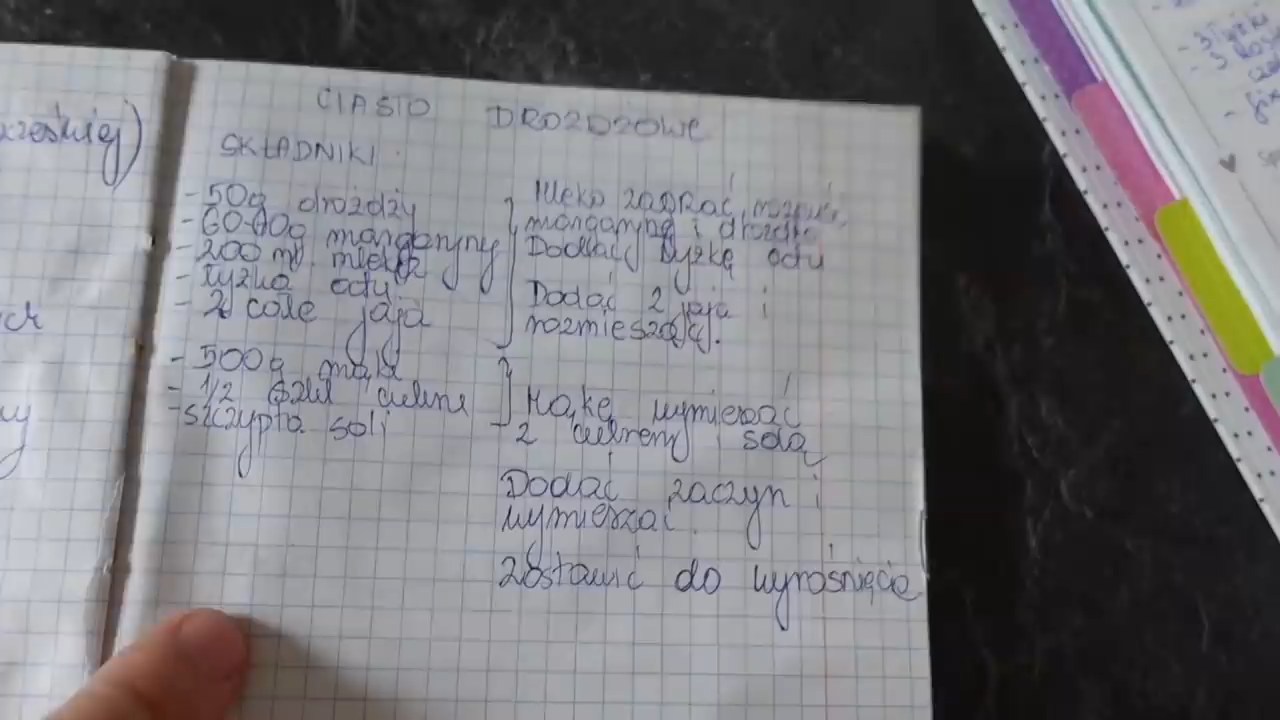 CIASTO DROŻDŻOWE
SKŁADNIKI
- 50g drożdży
- 60-80g margaryny
- 200 ml mleka
- łyżka octu
- 2 całe jaja
- 500g mąki
- 1/2 szkl cukru
- szczypta soli
Mleko zagrzać, rozpuść.
margarynę i drożdże
Dodać łyżkę octu
Dodać 2 jaja i
rozmieszać.
Mąkę wymieszać
z cukrem i solą
Dodać zaczyn i
wymieszać.
zostawić do wyrośnięcia